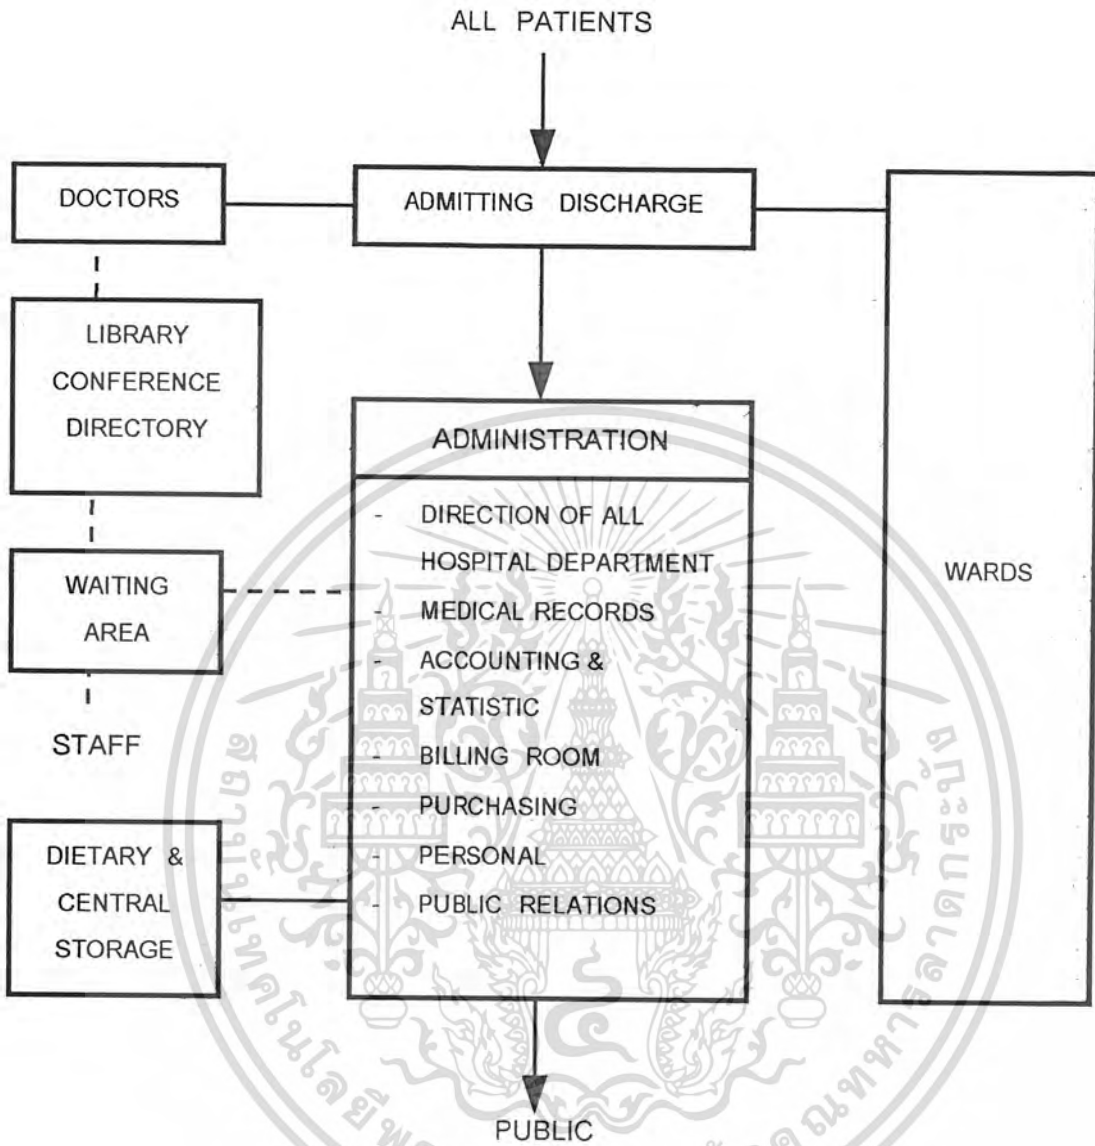 ALL PATIENTS
DOCTORS
ADMITTING DISCHARGE
LIBRARY
CONFERENCE
DIRECTORY
WAITING
AREA
STAFF
DIETARY &
CENTRAL
STORAGE
ADMINISTRATION
- DIRECTION OF ALL
HOSPITAL DEPARTMENT
- MEDICAL RECORDS
- ACCOUNTING &
STATISTIC
- BILLING ROOM
- PURCHASING
- PERSONAL
- PUBLIC RELATIONS
WARDS
PUBLIC